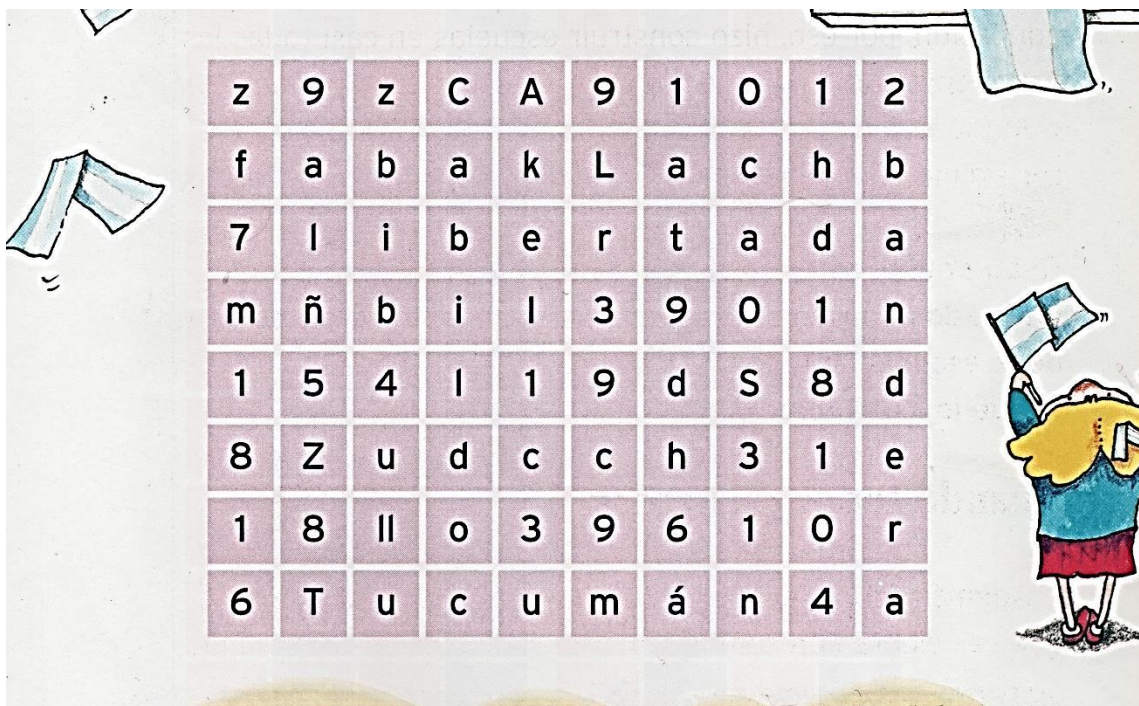 z 9 z C A 9 1 0 1 2
f a b a k L a c h b
7 l i b e r t a d a
m ñ b i l 3 9 0 1 n
1 5 4 l 1 9 d S 8 d
8 Z u d c c h 3 1 e
1 8 ll o 3 9 6 1 0 r
6 T u c u m á n 4 a